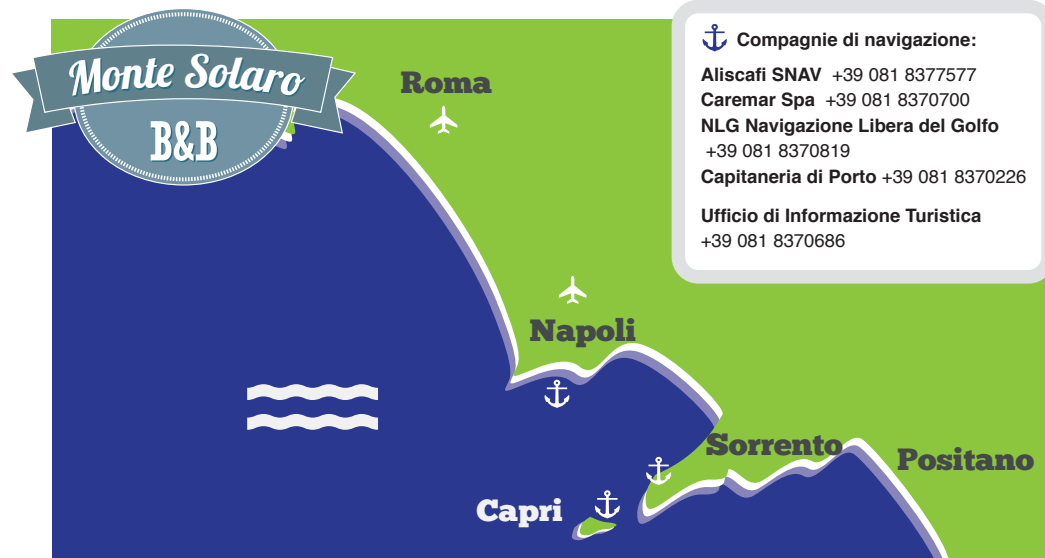 Monte Solaro
B&B
Compagnie di navigazione:
Aliscafi SNAV +39 081 8377577
Caremar Spa +39 081 8370700
NLG Navigazione Libera del Golfo
+39 081 8370819
Capitaneria di Porto +39 081 8370226
Ufficio di Informazione Turistica
+39 081 8370686
Roma
Napoli
Sorrento
Positano
Capri